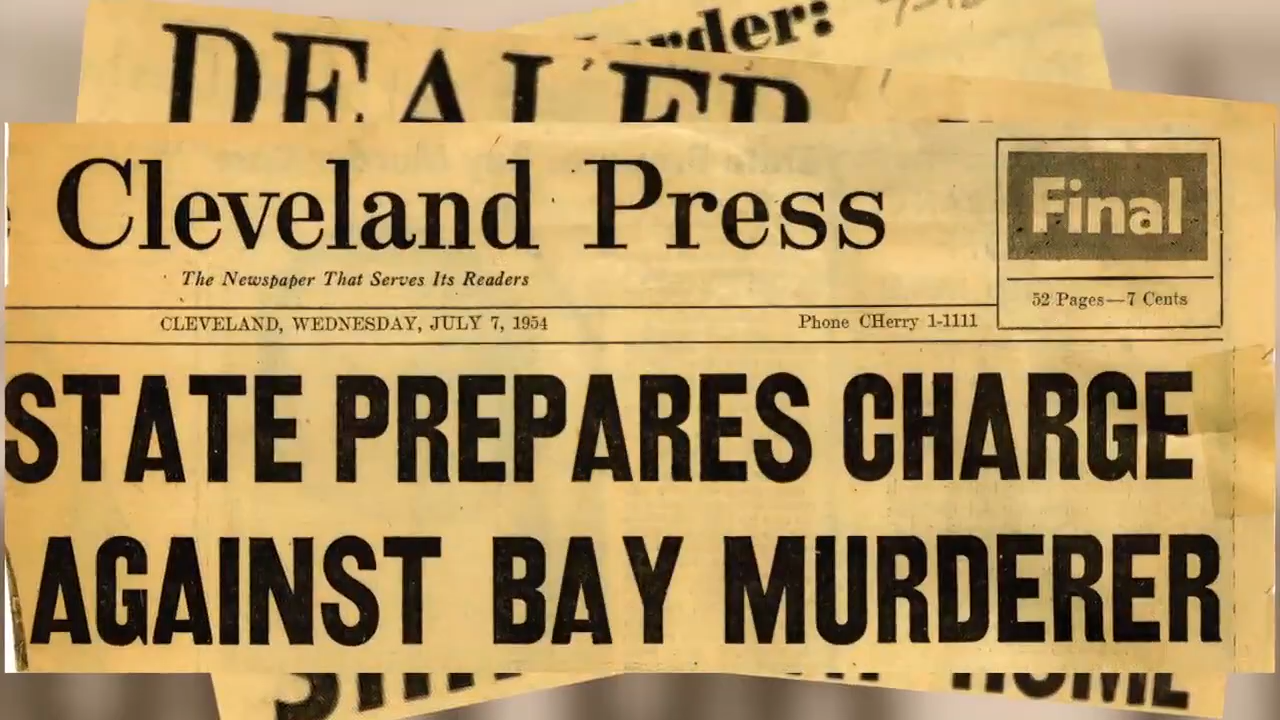 DEALER
Cleveland Press
Final
The Newspaper That Serves Its Readers
52 Pages—7 Cents
CLEVELAND, WEDNESDAY, JULY 7, 1954
Phone CHerry 1-1111
STATE PREPARES CHARGE
AGAINST BAY MURDERER
HOME